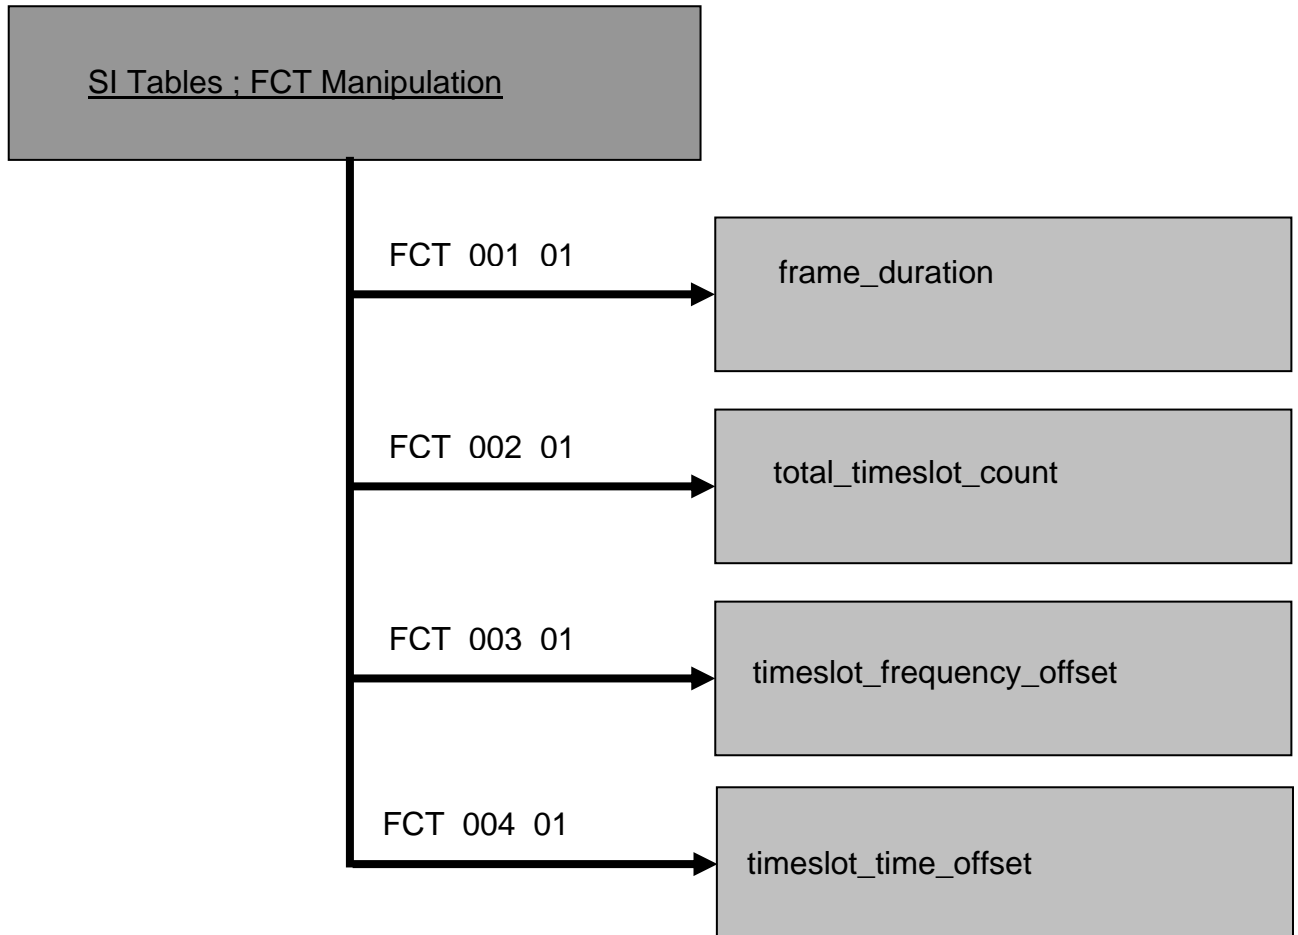 SI Tables ; FCT Manipulation
FCT 001 01
frame_duration
FCT 002 01
total_timeslot_count
FCT 003 01
timeslot_frequency_offset
FCT 004 01
timeslot_time_offset